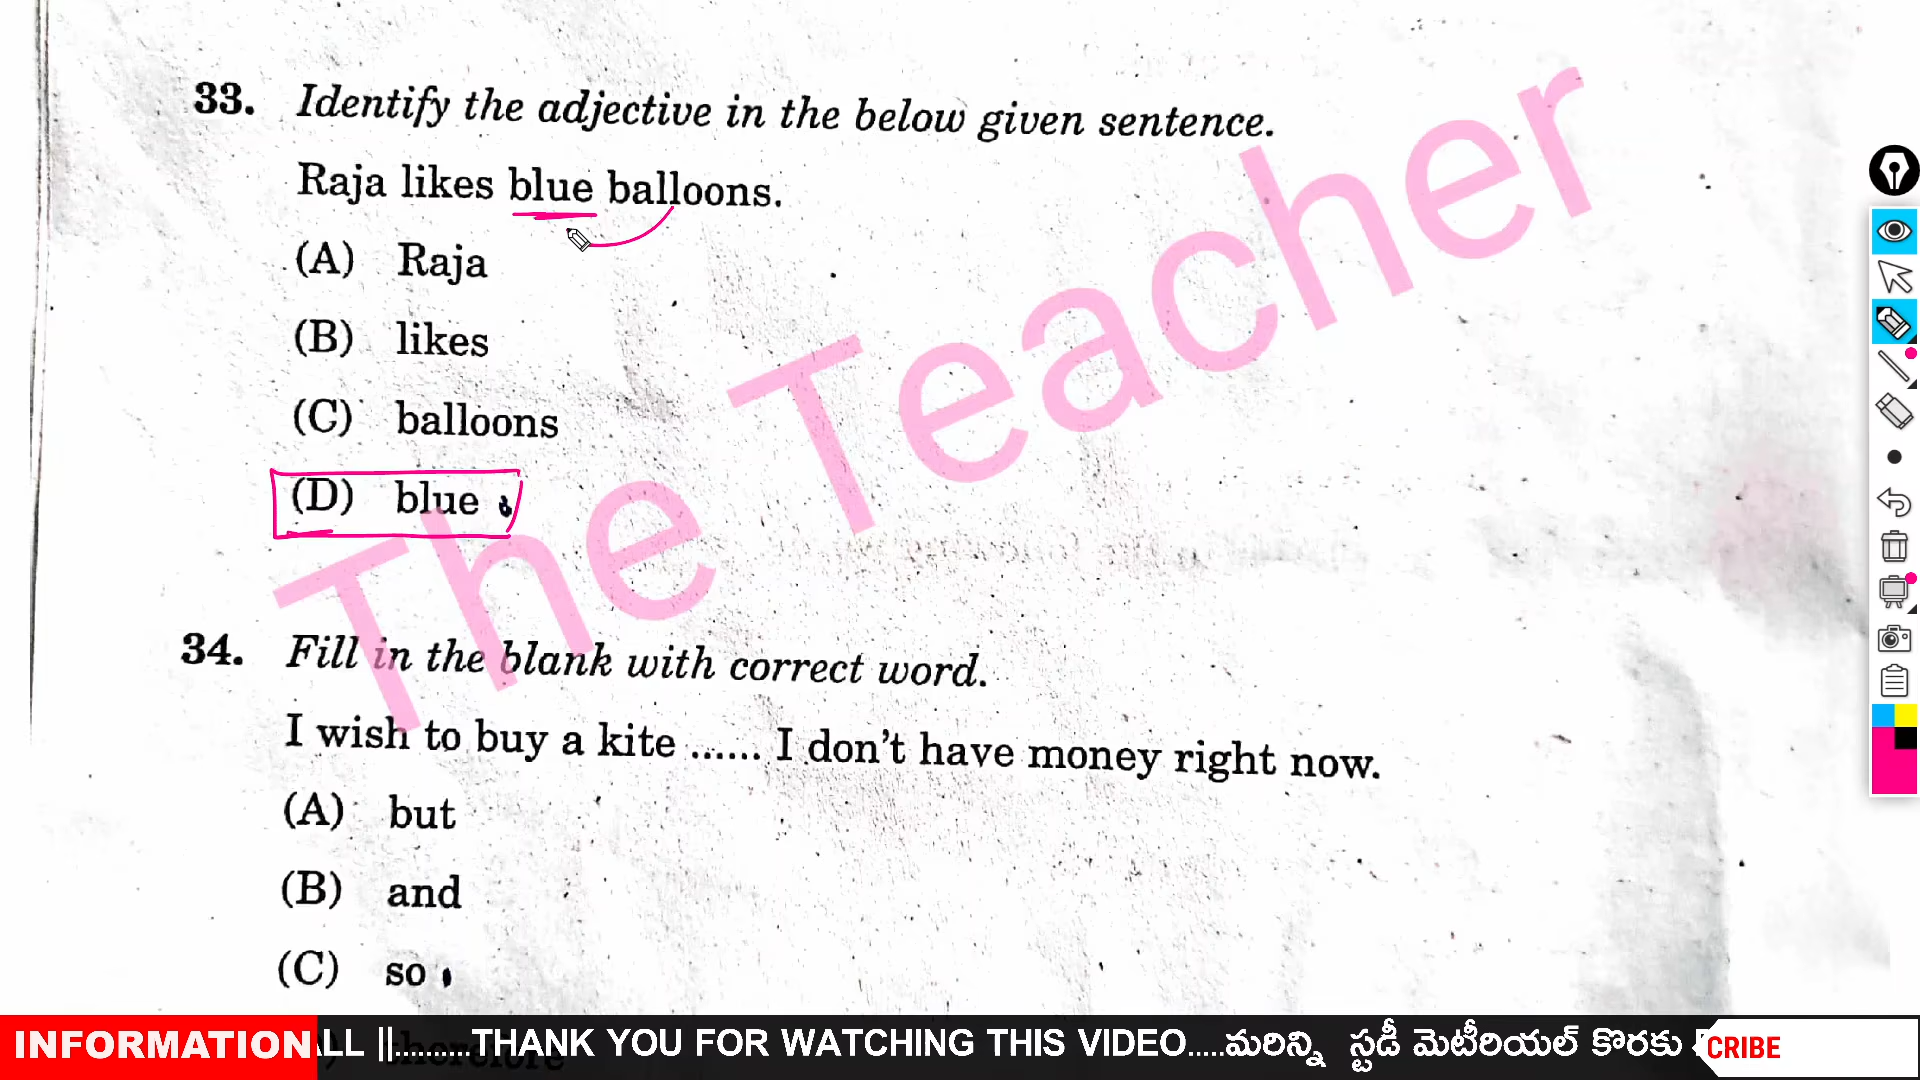 33. Identify the adjective in the below given sentence.
Raja likes blue balloons.
(A) Raja
(B) likes
(C) balloons
(D) blue
The Teacher
34. Fill in the blank with correct word.
I wish to buy a kite ...... I don't have money right now.
(A) but
(B) and
(C) so
therefore
INFORMATION ALL ||.........THANK YOU FOR WATCHING THIS VIDEO.....మరిన్ని స్టడీ మెటీరియల్ కొరకు CRIBE